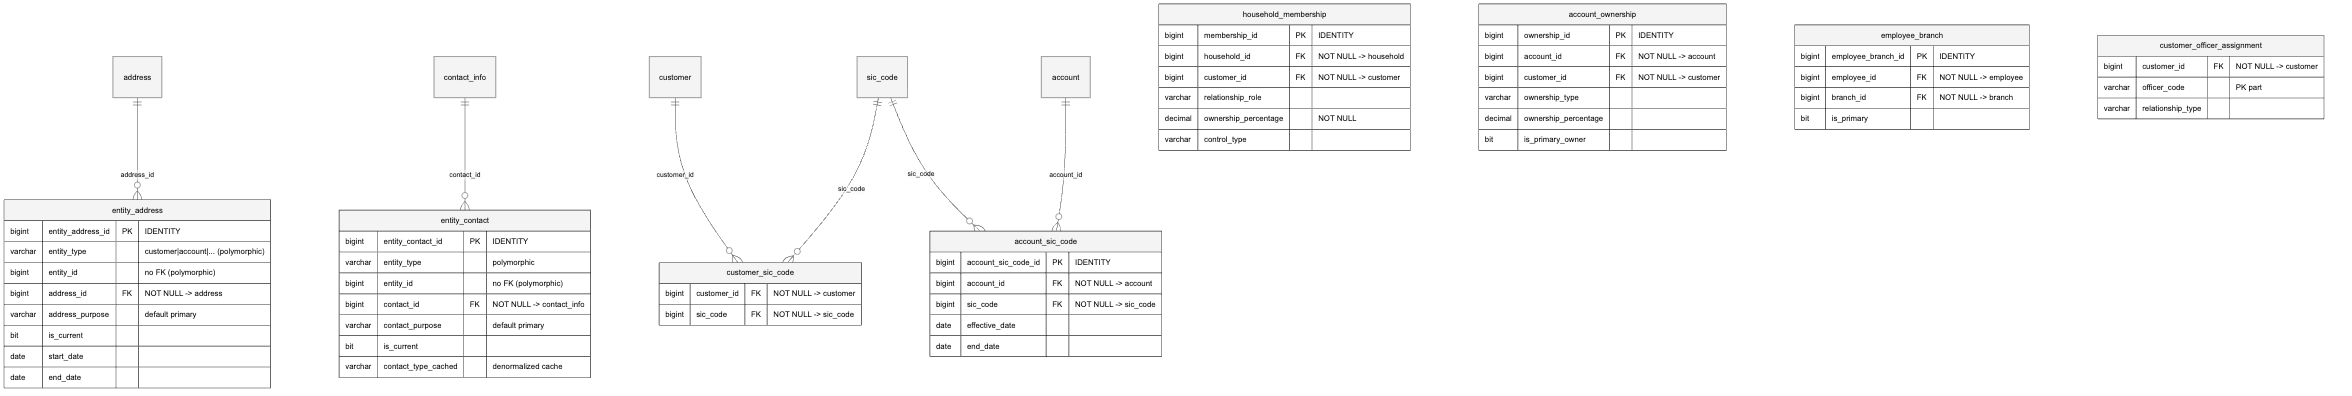 address
contact_info
customer
sic_code
account
address_id
contact_id
customer_id
sic_code
sic_code
account_id
entity_address
bigint entity_address_id PK IDENTITY
varchar entity_type customer|account|... (polymorphic)
bigint entity_id no FK (polymorphic)
bigint address_id FK NOT NULL -> address
varchar address_purpose default primary
bit is_current
date start_date
date end_date
entity_contact
bigint entity_contact_id PK IDENTITY
varchar entity_type polymorphic
bigint entity_id no FK (polymorphic)
bigint contact_id FK NOT NULL -> contact_info
varchar contact_purpose default primary
bit is_current
varchar contact_type_cached denormalized cache
customer_sic_code
bigint customer_id FK NOT NULL -> customer
bigint sic_code FK NOT NULL -> sic_code
account_sic_code
bigint account_sic_code_id PK IDENTITY
bigint account_id FK NOT NULL -> account
bigint sic_code FK NOT NULL -> sic_code
date effective_date
date end_date
household_membership
bigint membership_id PK IDENTITY
bigint household_id FK NOT NULL -> household
bigint customer_id FK NOT NULL -> customer
varchar relationship_role
decimal ownership_percentage NOT NULL
varchar control_type
account_ownership
bigint ownership_id PK IDENTITY
bigint account_id FK NOT NULL -> account
bigint customer_id FK NOT NULL -> customer
varchar ownership_type
decimal ownership_percentage
bit is_primary_owner
employee_branch
bigint employee_branch_id PK IDENTITY
bigint employee_id FK NOT NULL -> employee
bigint branch_id FK NOT NULL -> branch
bit is_primary
customer_officer_assignment
bigint customer_id FK NOT NULL -> customer
varchar officer_code PK part
varchar relationship_type